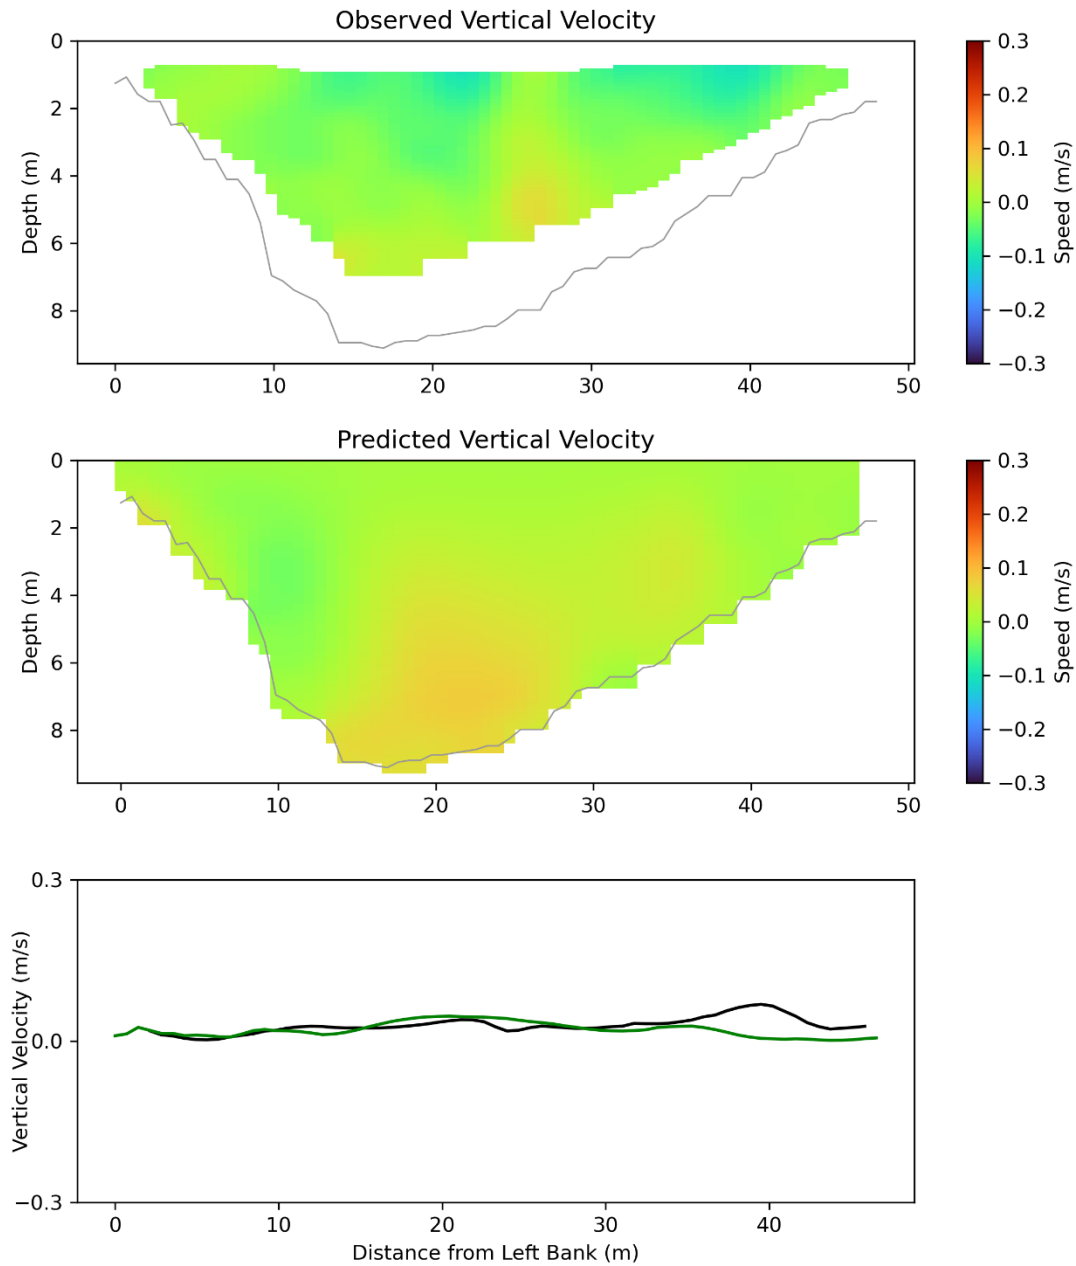 Observed Vertical Velocity
0
2
4
6
8
Depth (m)
0 10 20 30 40 50
0.3
0.2
0.1
0.0
−0.1
−0.2
−0.3
Speed (m/s)
Predicted Vertical Velocity
0
2
4
6
8
Depth (m)
0 10 20 30 40 50
0.3
0.2
0.1
0.0
−0.1
−0.2
−0.3
Speed (m/s)
0.3
0.0
−0.3
Vertical Velocity (m/s)
0 10 20 30 40
Distance from Left Bank (m)